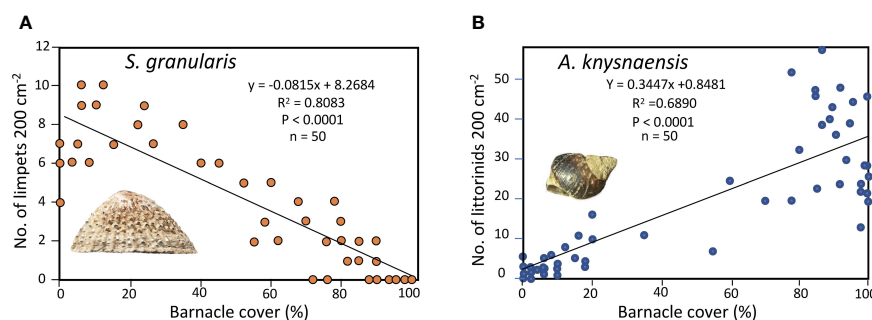 A
S. granularis
y = -0.0815x + 8.2684
R² = 0.8083
P < 0.0001
n = 50
No. of limpets 200 cm⁻²
12
10
8
6
4
2
0
0 20 40 60 80 100
Barnacle cover (%)
B
A. knysnaensis
Y = 0.3447x +0.8481
R² =0.6890
P < 0.0001
n = 50
No. of littorinids 200 cm⁻²
50
40
30
20
10
0
0 20 40 60 80 100
Barnacle cover (%)